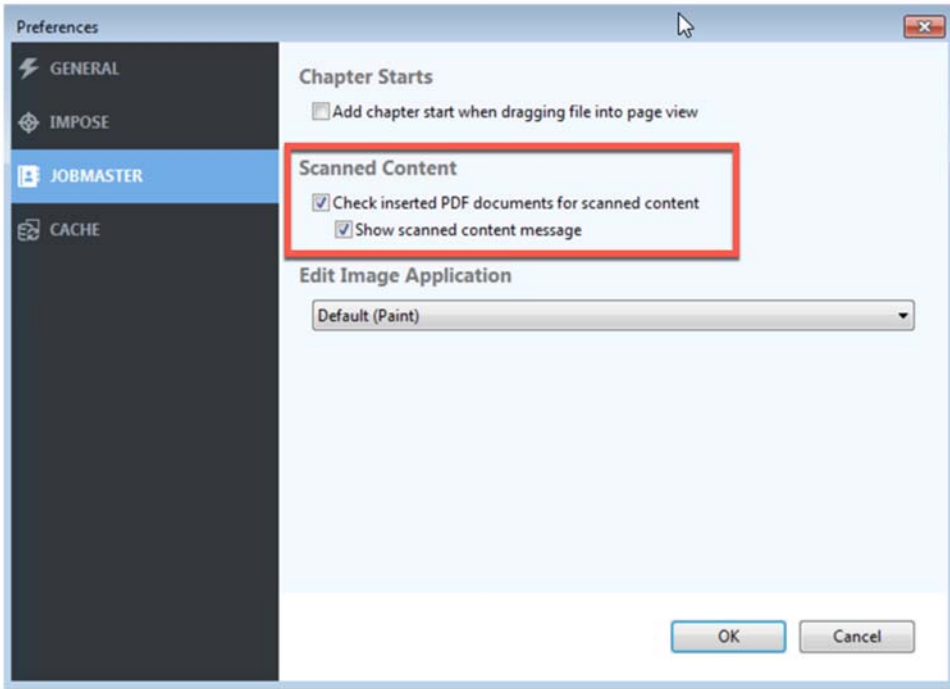 Preferences
GENERAL
IMPOSE
JOBMASTER
CACHE
Chapter Starts
Add chapter start when dragging file into page view
Scanned Content
Check inserted PDF documents for scanned content
Show scanned content message
Edit Image Application
Default (Paint)
OK
Cancel